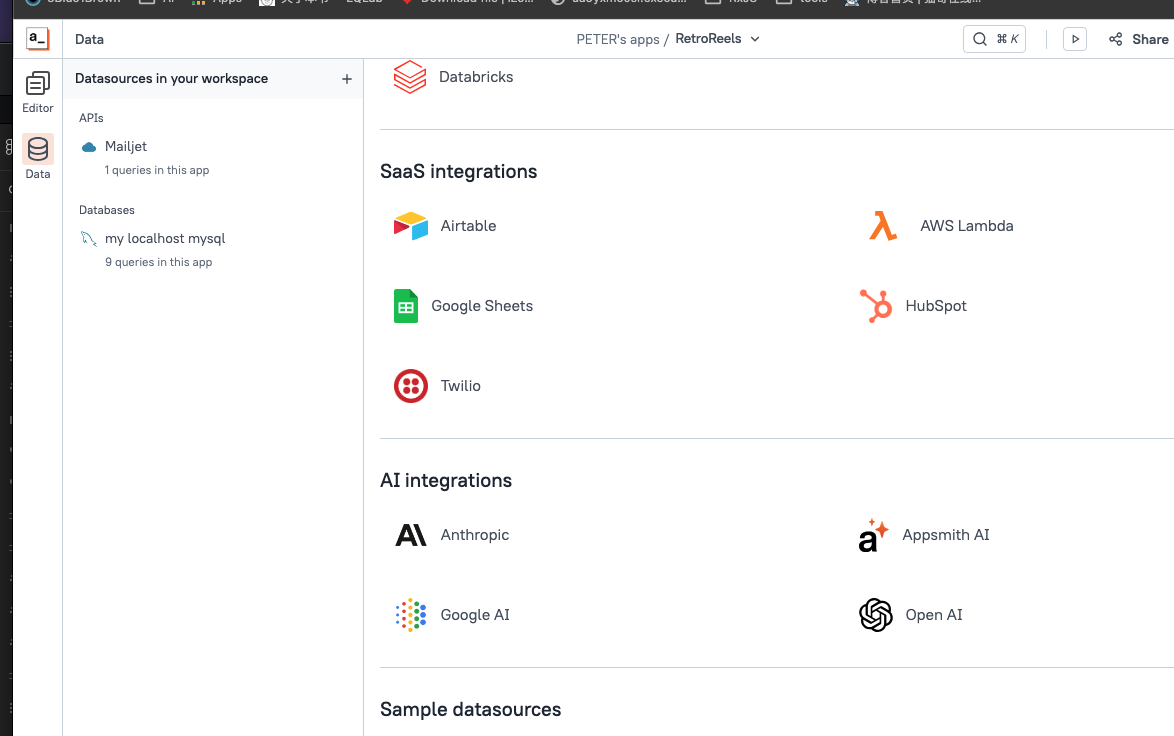 Data
PETER's apps / RetroReels
⌘ K
Share
Datasources in your workspace
+
Editor
Data
APIs
Mailjet
1 queries in this app
Databases
my localhost mysql
9 queries in this app
Databricks
SaaS integrations
Airtable
AWS Lambda
Google Sheets
HubSpot
Twilio
AI integrations
Anthropic
Appsmith AI
Google AI
Open AI
Sample datasources